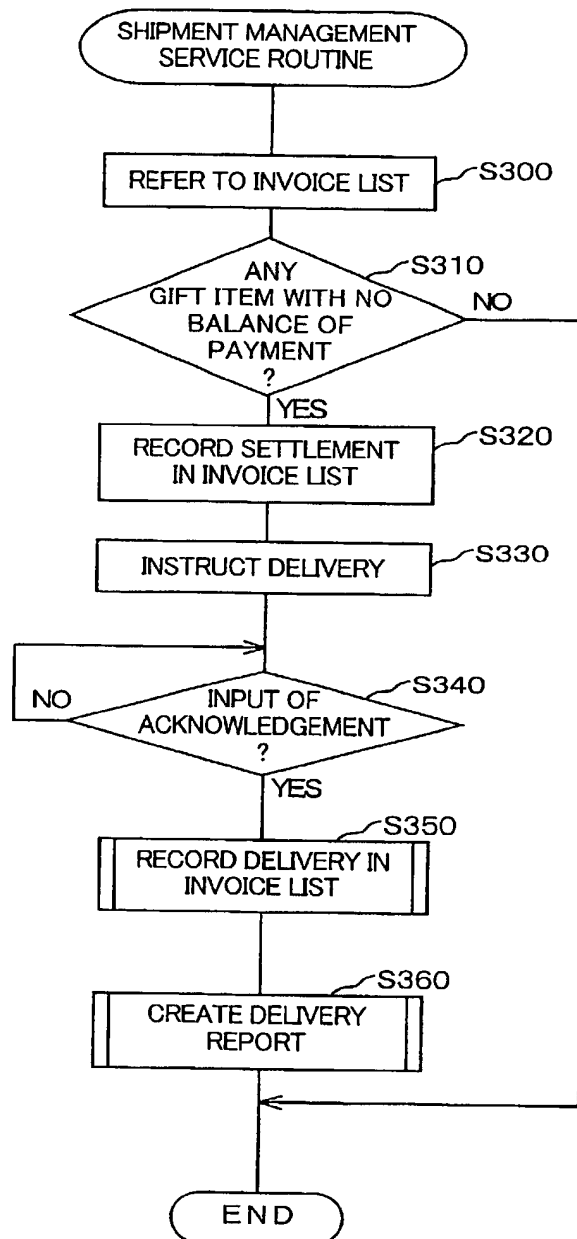 SHIPMENT MANAGEMENT
SERVICE ROUTINE
REFER TO INVOICE LIST
S300
ANY
GIFT ITEM WITH NO
BALANCE OF
PAYMENT
?
S310
NO
YES
RECORD SETTLEMENT
IN INVOICE LIST
S320
INSTRUCT DELIVERY
S330
INPUT OF
ACKNOWLEDGEMENT
?
S340
NO
YES
RECORD DELIVERY IN
INVOICE LIST
S350
CREATE DELIVERY
REPORT
S360
END